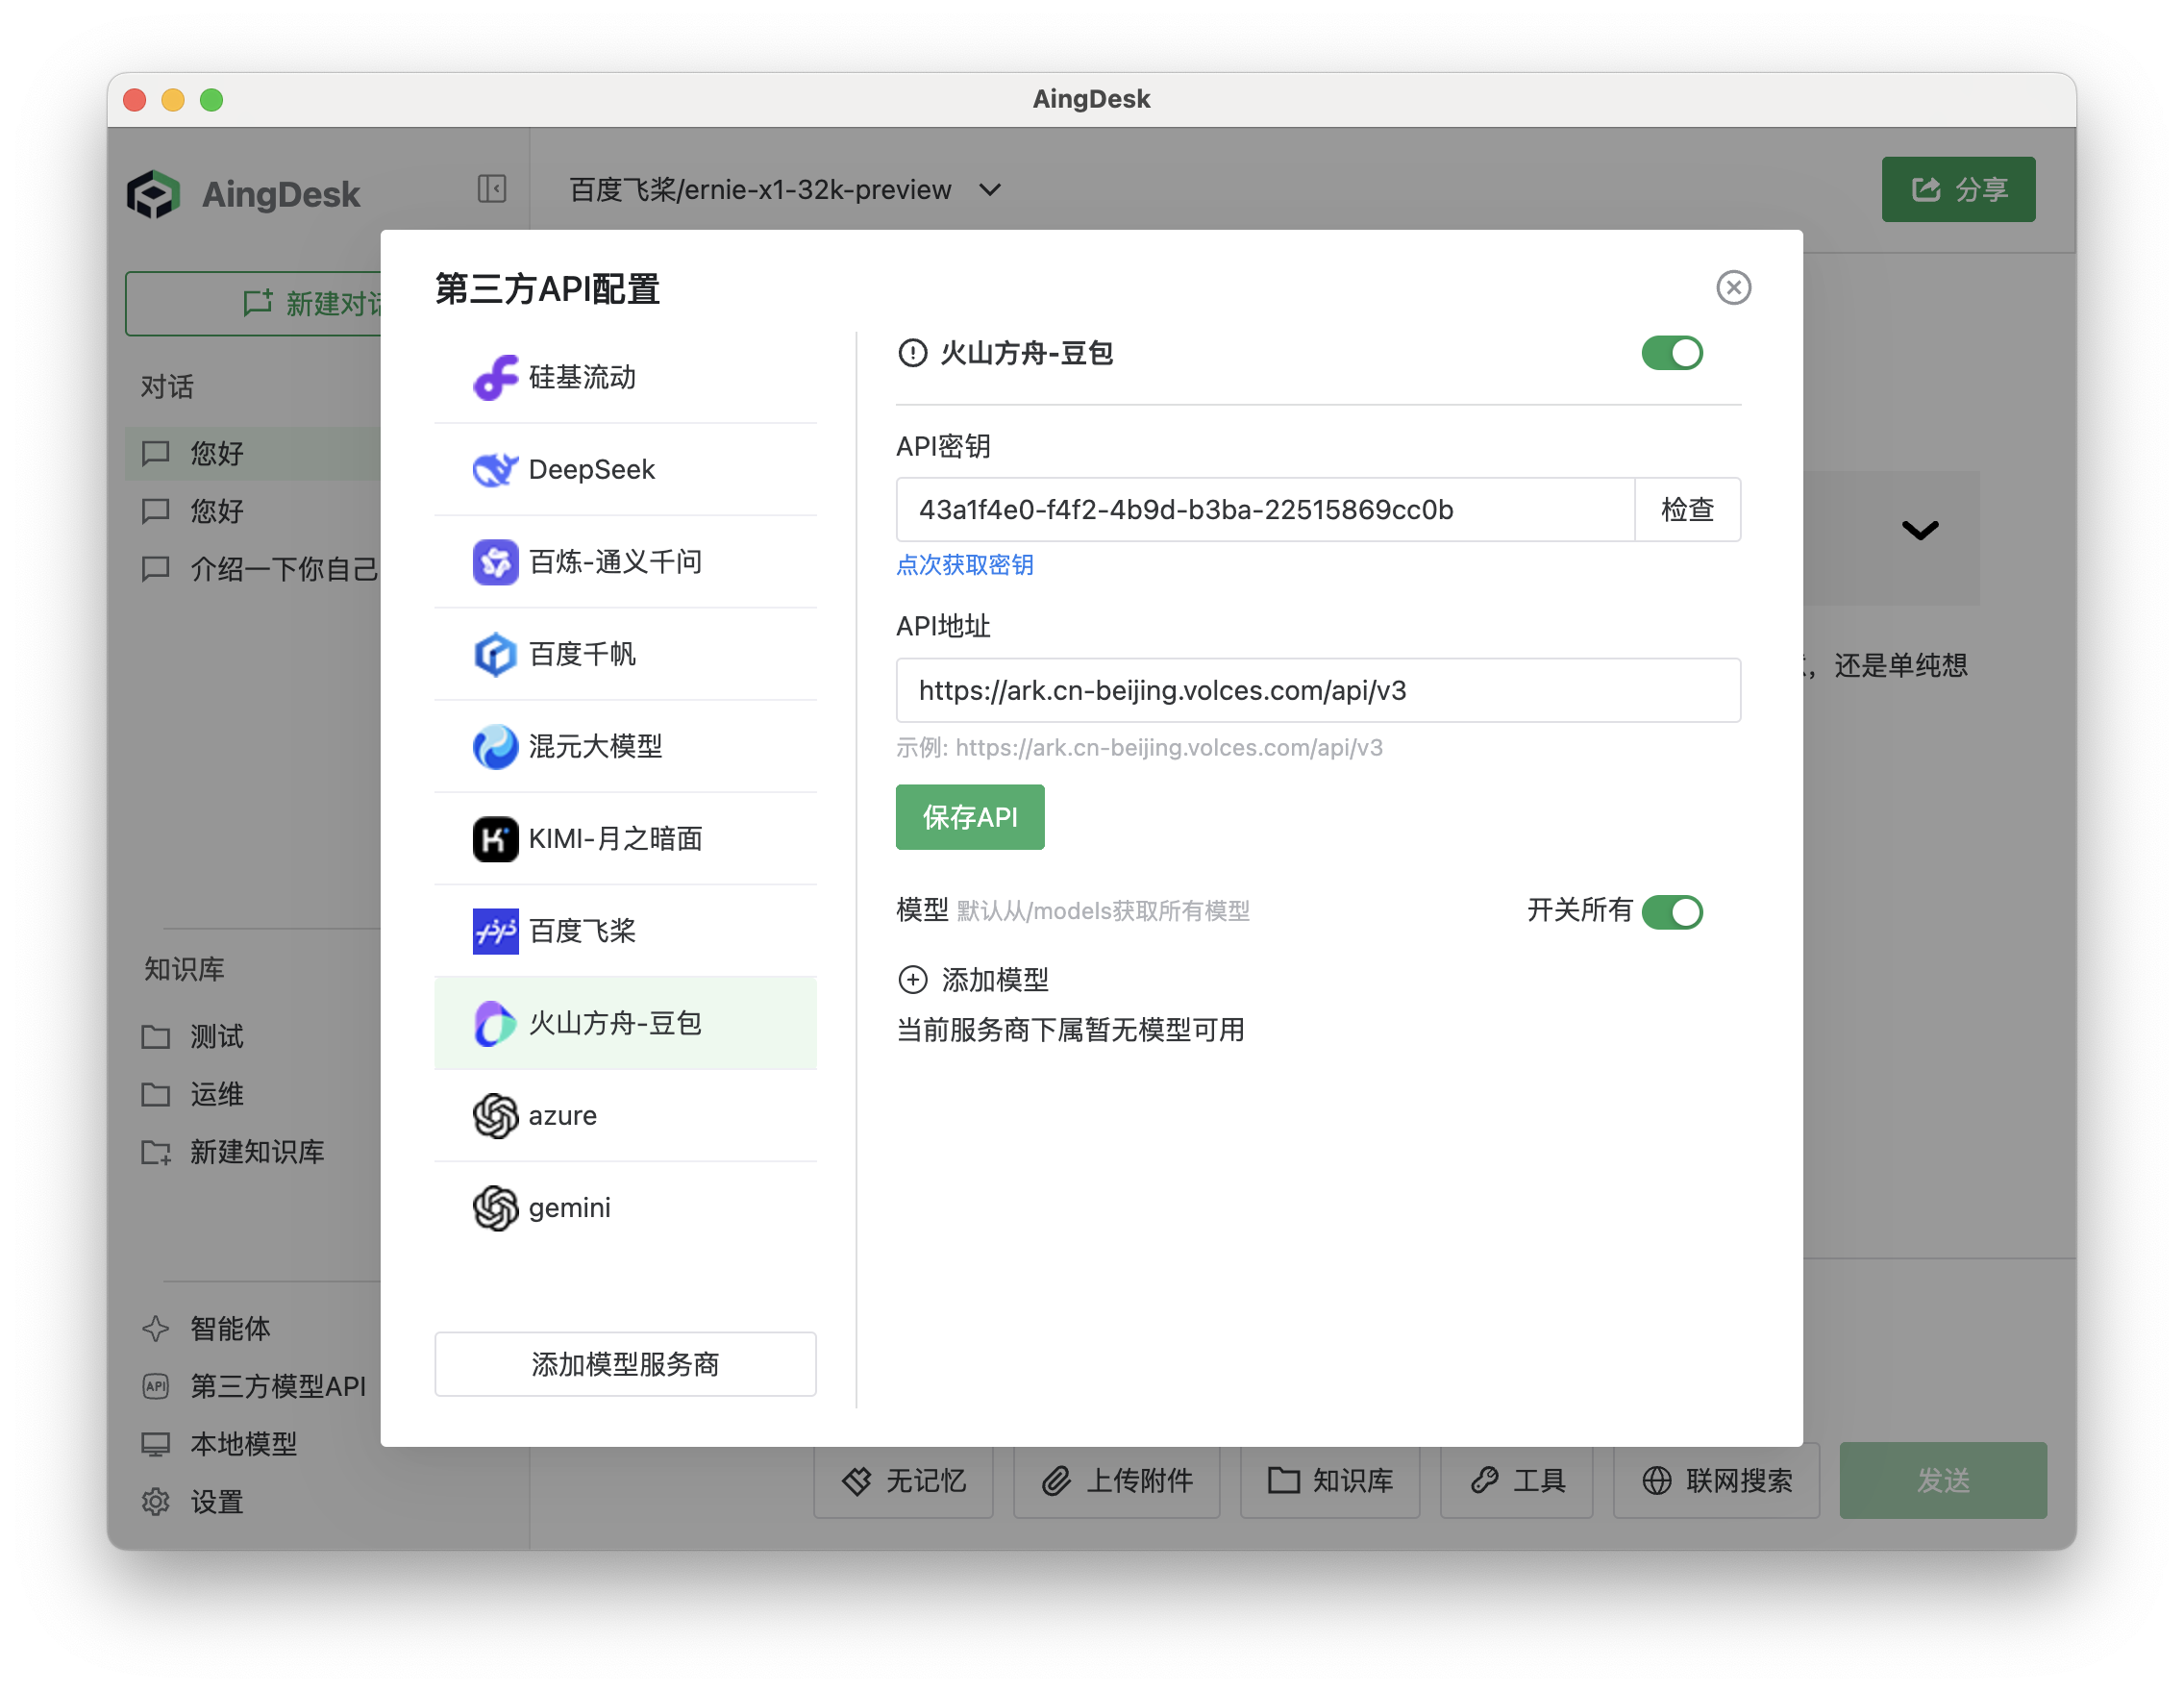 AingDesk
AingDesk
百度飞桨/ernie-x1-32k-preview
分享
新建对话
对话
您好
您好
介绍一下你自己
知识库
测试
运维
新建知识库
智能体
API
第三方模型API
本地模型
设置
第三方API配置
硅基流动
DeepSeek
百炼-通义千问
百度千帆
混元大模型
KIMI-月之暗面
百度飞桨
火山方舟-豆包
azure
gemini
添加模型服务商
火山方舟-豆包
API密钥
43a1f4e0-f4f2-4b9d-b3ba-22515869cc0b
检查
点次获取密钥
API地址
https://ark.cn-beijing.volces.com/api/v3
示例: https://ark.cn-beijing.volces.com/api/v3
保存API
模型 默认从/models获取所有模型
开关所有
添加模型
当前服务商下属暂无模型可用
，还是单纯想
无记忆
上传附件
知识库
工具
联网搜索
发送